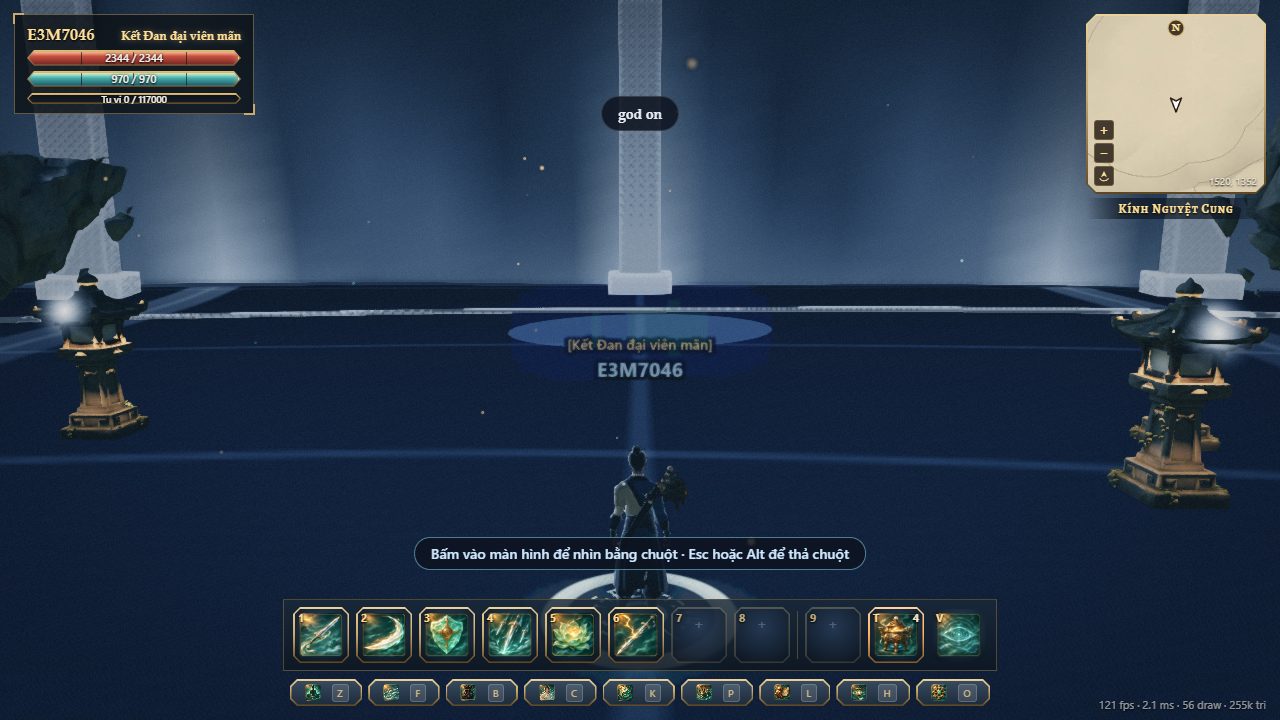 E3M7046 Kết Đan đại viên mãn
2344 / 2344
970 / 970
Tu vi 0 / 117000
god on
N
+
−
1520, 1352
Kính Nguyệt Cung
[Kết Đan đại viên mãn]
E3M7046
Bấm vào màn hình để nhìn bằng chuột · Esc hoặc Alt để thả chuột
1 2 3 4 5 6 7 8 9 T 4 V
+ + +
Z F B C K P L H O
121 fps · 2.1 ms · 56 draw · 255k tri